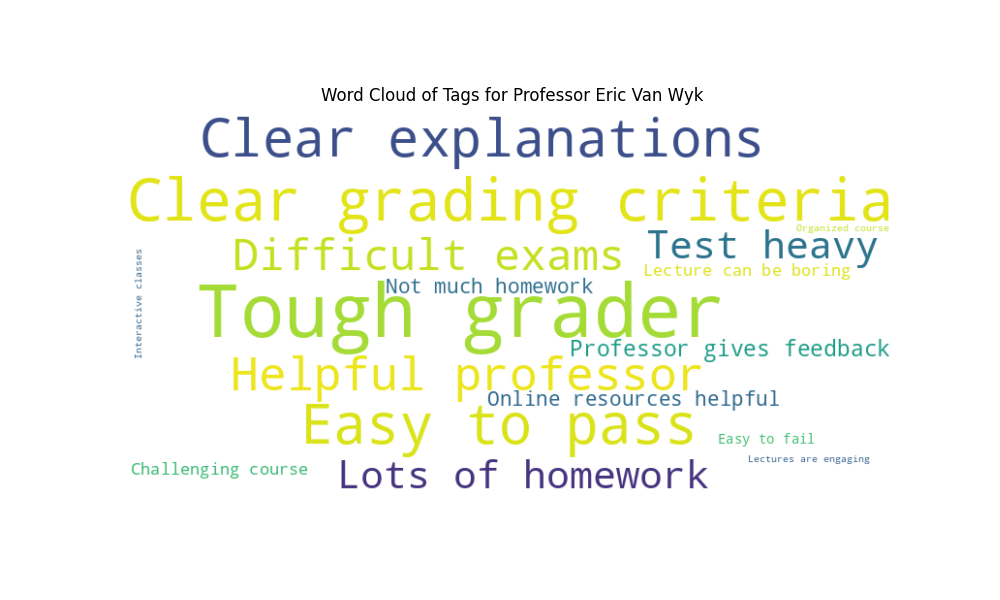 Word Cloud of Tags for Professor Eric Van Wyk
Clear explanations
Clear grading criteria
Organized course
Difficult exams
Test heavy
Interactive classes
Lecture can be boring
Not much homework
Tough grader
Professor gives feedback
Helpful professor
Online resources helpful
Easy to pass
Easy to fail
Lectures are engaging
Challenging course
Lots of homework